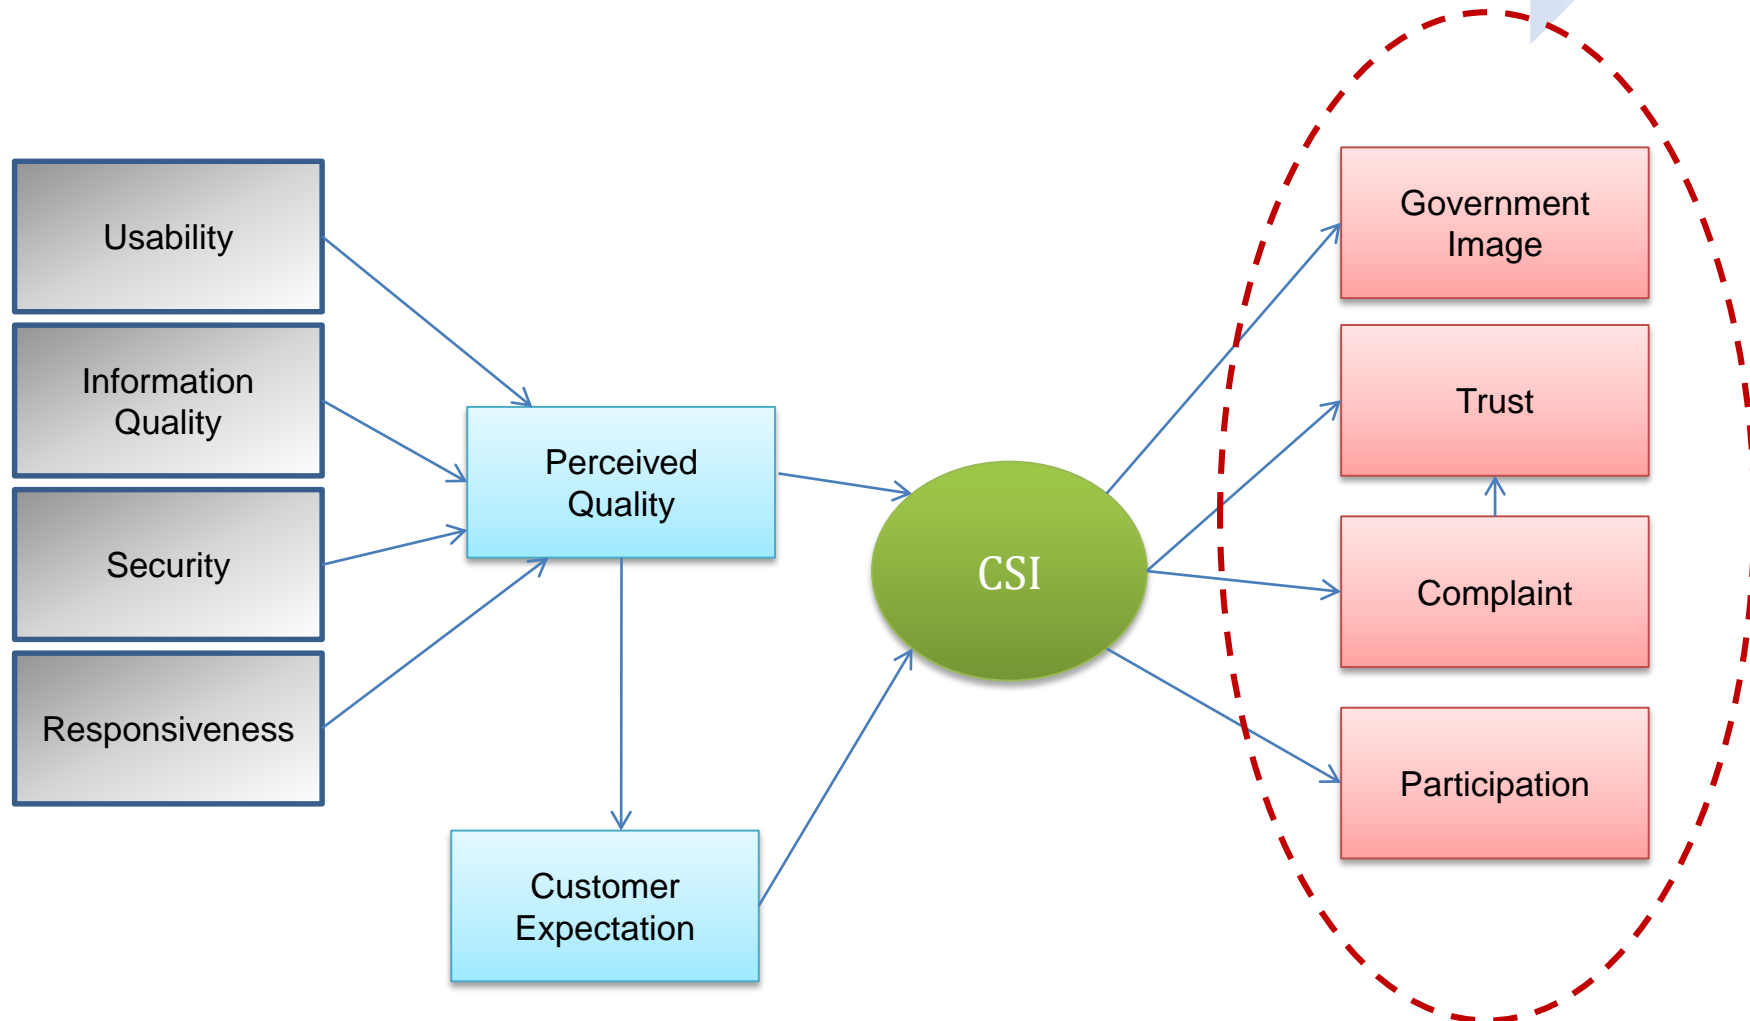 Usability
Information
Quality
Security
Responsiveness
Perceived
Quality
Customer
Expectation
CSI
Government
Image
Trust
Complaint
Participation